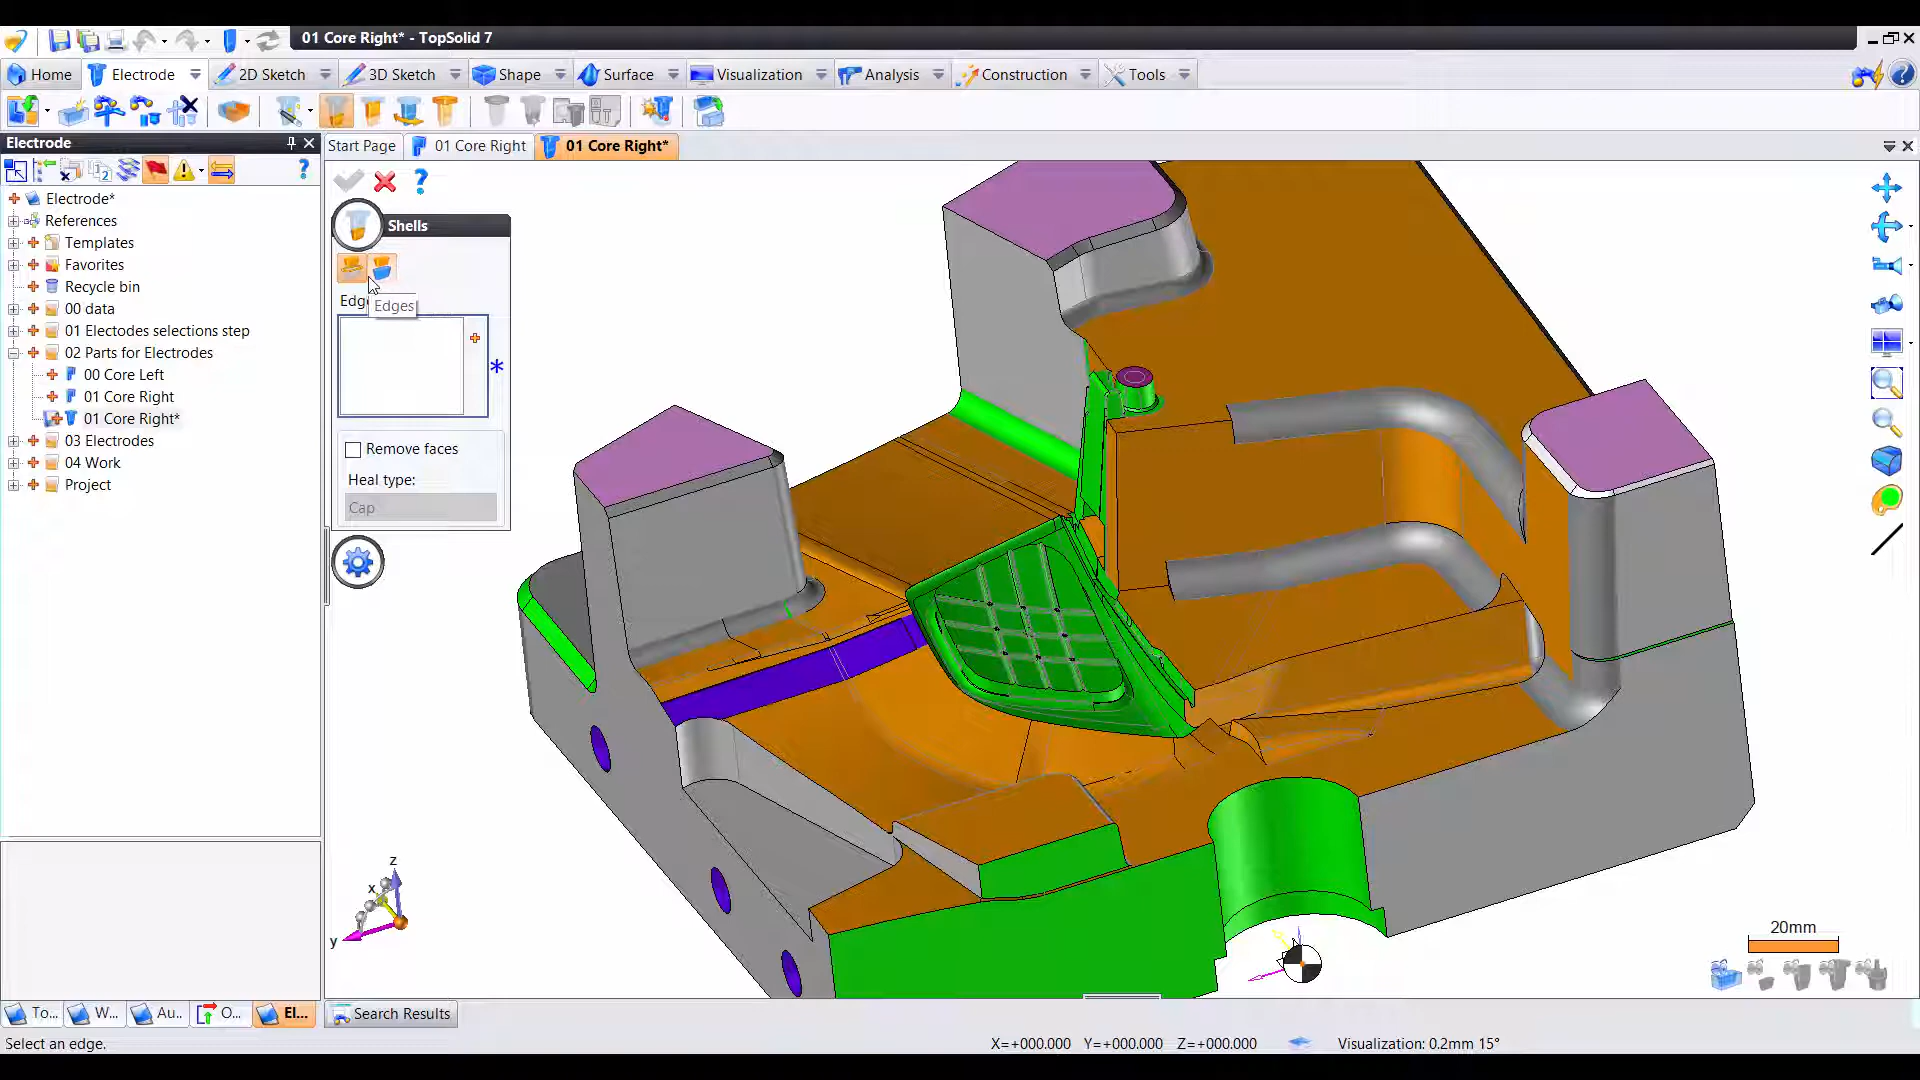 01 Core Right* - TopSolid 7
Home
Electrode
2D Sketch
3D Sketch
Shape
Surface
Visualization
Analysis
Construction
Tools
Electrode
Start Page
01 Core Right
01 Core Right*
Electrode*
References
Templates
Favorites
Recycle bin
00 data
01 Electodes selections step
02 Parts for Electrodes
00 Core Left
01 Core Right
01 Core Right*
03 Electrodes
04 Work
Project
Shells
Edges
*
Remove faces
Heal type:
Cap
z
x
y
20mm
To...
W...
Au...
O...
El...
Search Results
Select an edge.
X=+000.000 Y=+000.000 Z=+000.000
Visualization: 0.2mm 15°